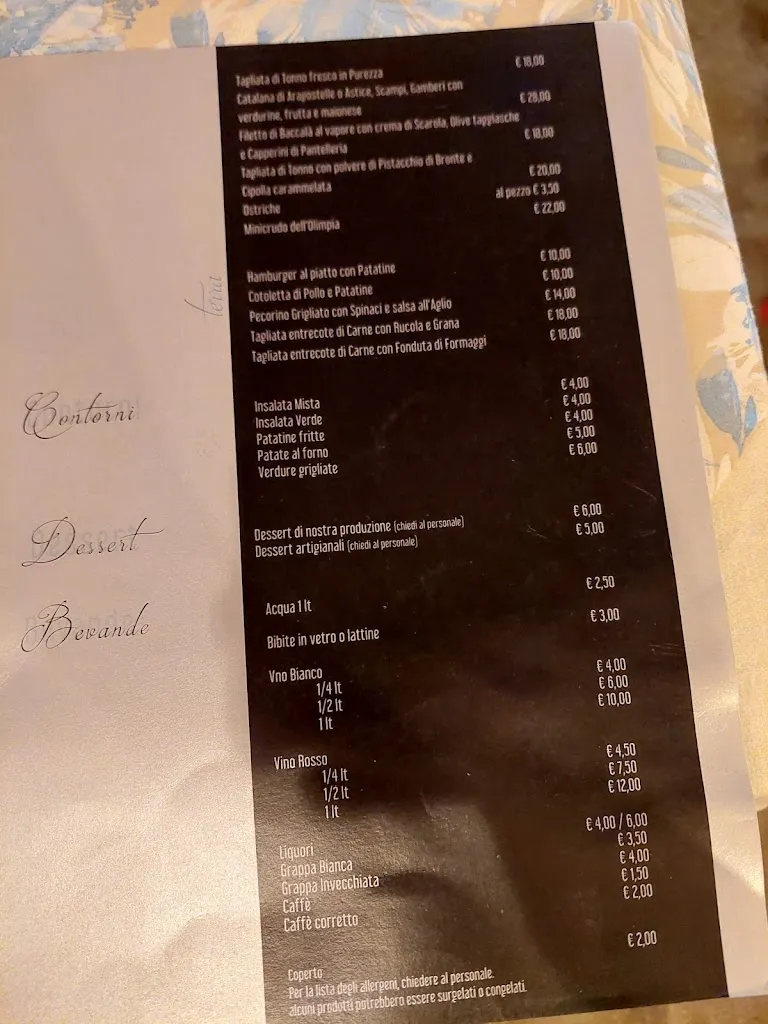 Tagliata di Tonno fresco in Purezza € 18,00
Catalana di Aragostelle o Astice, Scampi, Gamberi con
verdurine, frutta e maionese € 28,00
Filetto di Baccalà al vapore con crema di Scarola, Olive taggiasche
e Capperini di Pantelleria € 18,00
Tagliata di Tonno con polvere di Pistacchio di Bronte e
Cipolla carammelata € 20,00
Ostriche al pezzo € 3,50
Minicrudo dell'Olimpia € 22,00
terra
Hamburger al piatto con Patatine € 10,00
Cotoletta di Pollo e Patatine € 10,00
Pecorino Grigliato con Spinaci e salsa all'Aglio € 14,00
Tagliata entrecote di Carne con Rucola e Grana € 18,00
Tagliata entrecote di Carne con Fonduta di Formaggi € 18,00
Contorni
Insalata Mista € 4,00
Insalata Verde € 4,00
Patatine fritte € 4,00
Patate al forno € 5,00
Verdure grigliate € 6,00
Dessert
Dessert di nostra produzione (chiedi al personale) € 6,00
Dessert artigianali (chiedi al personale) € 5,00
Bevande
Acqua 1 lt € 2,50
Bibite in vetro o lattine € 3,00
Vno Bianco
1/4 lt € 4,00
1/2 lt € 6,00
1 lt € 10,00
Vino Rosso
1/4 lt € 4,50
1/2 lt € 7,50
1 lt € 12,00
Liquori € 4,00 / 6,00
Grappa Bianca € 3,50
Grappa Invecchiata € 4,00
Caffè € 1,50
Caffè corretto € 2,00
Coperto € 2,00
Per la lista degli allergeni, chiedere al personale.
alcuni prodotti potrebbero essere surgelati o congelati.